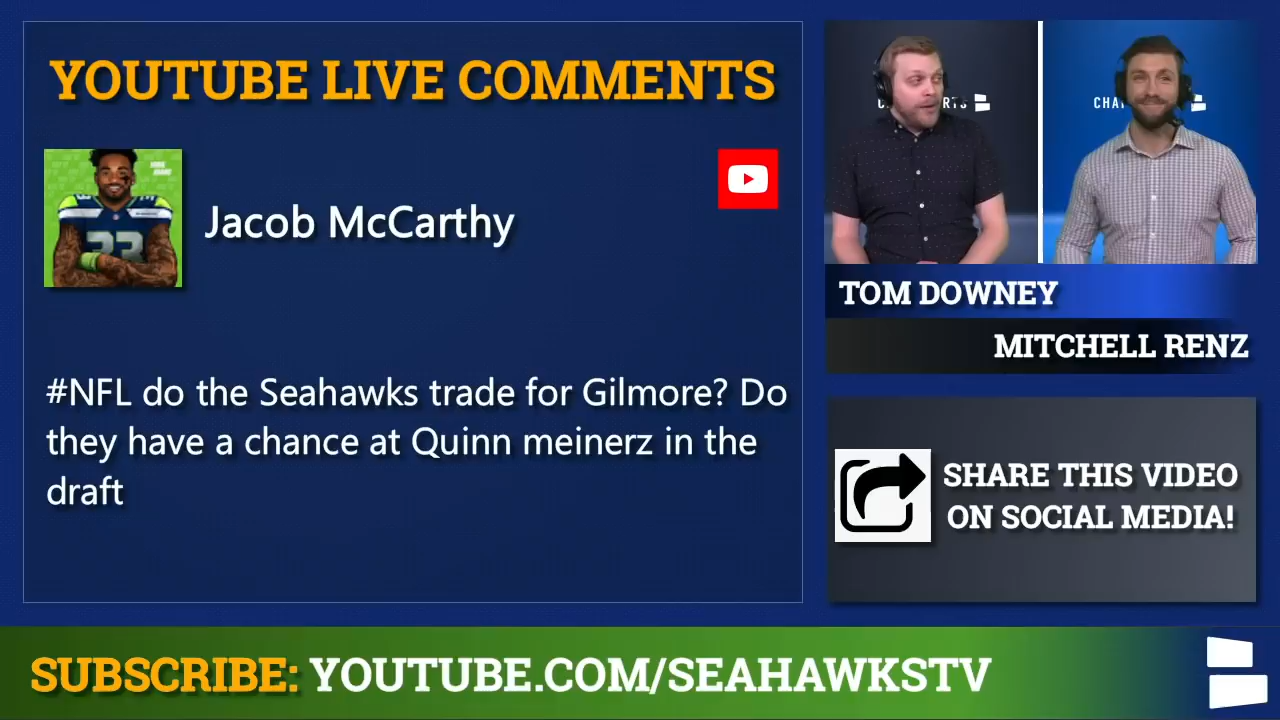 YOUTUBE LIVE COMMENTS
Jacob McCarthy
#NFL do the Seahawks trade for Gilmore? Do
they have a chance at Quinn meinerz in the
draft
TOM DOWNEY
MITCHELL RENZ
SHARE THIS VIDEO
ON SOCIAL MEDIA!
SUBSCRIBE: YOUTUBE.COM/SEAHAWKSTV